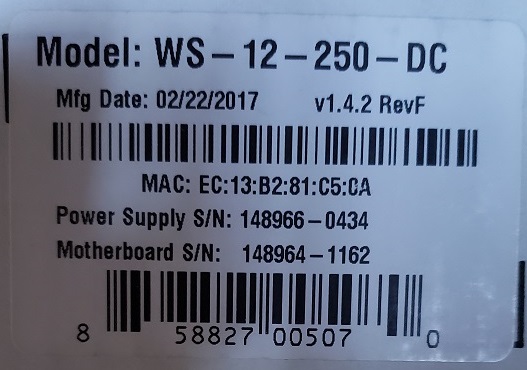 Model: WS-12-250-DC
Mfg Date: 02/22/2017 v1.4.2 RevF
MAC: EC:13:B2:81:C5:CA
Power Supply S/N: 148966-0434
Motherboard S/N: 148964-1162
8 58827 00507 0